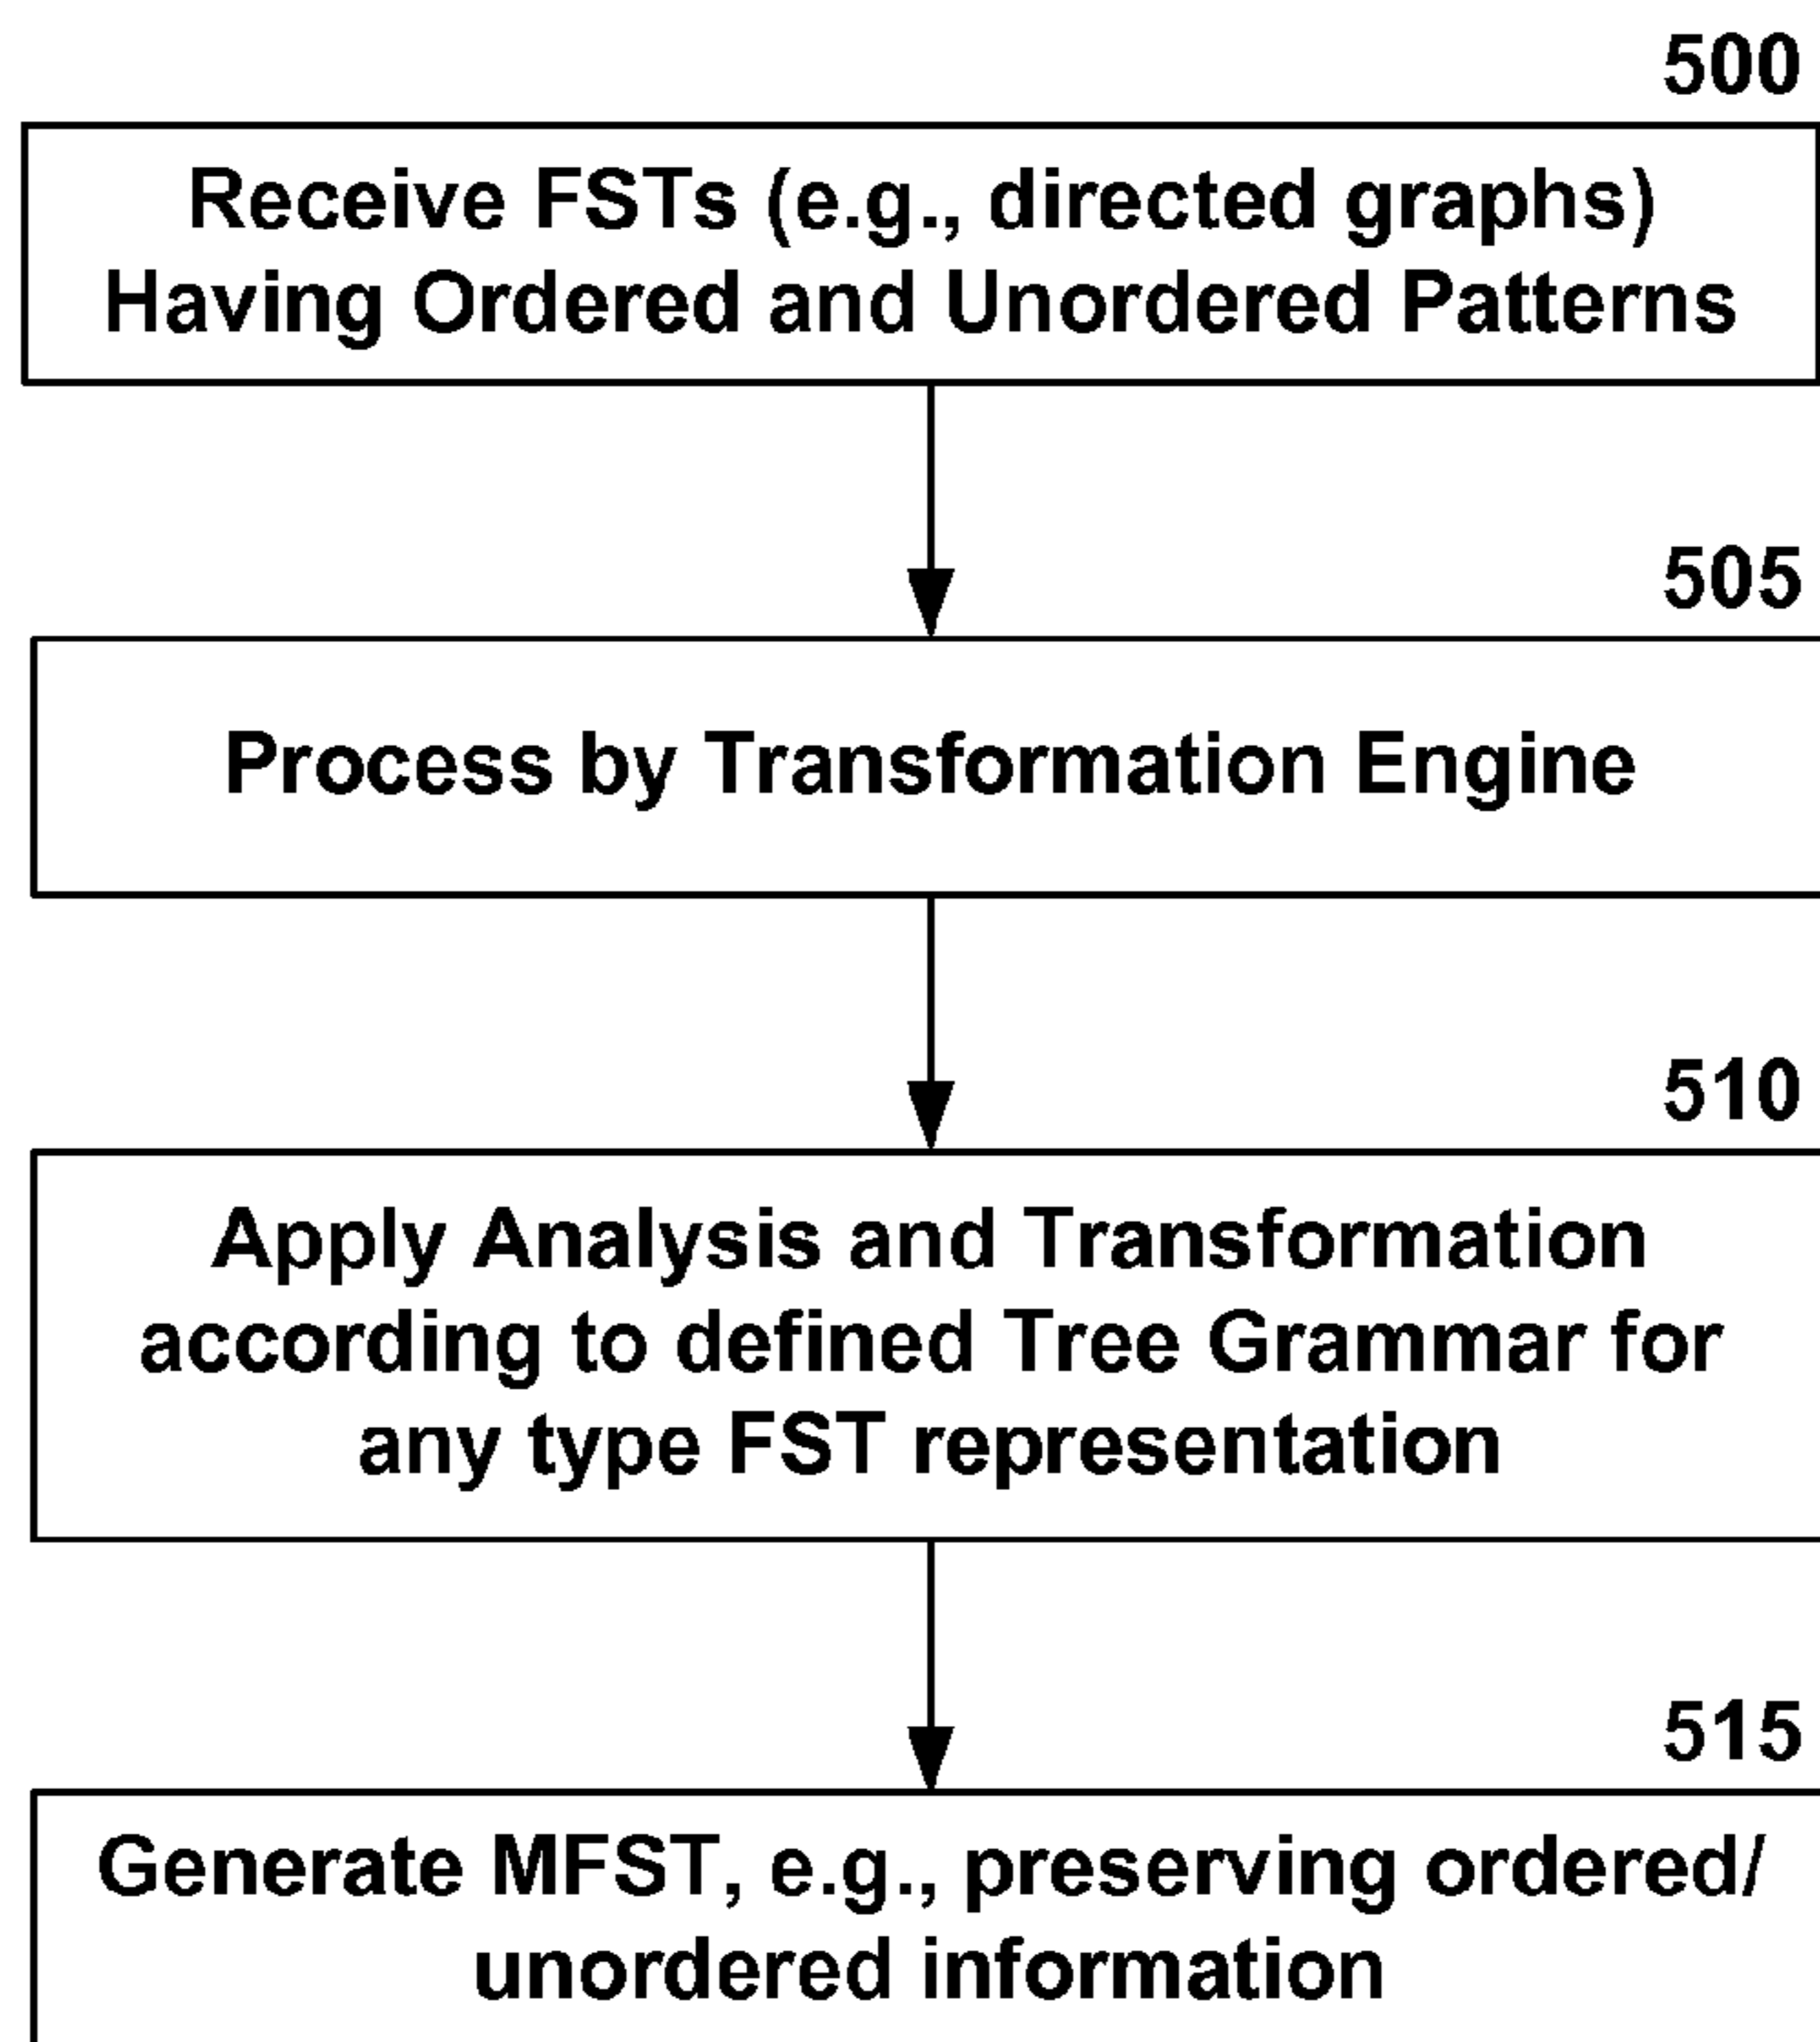 500
Receive FSTs (e.g., directed graphs)
Having Ordered and Unordered Patterns
505
Process by Transformation Engine
510
Apply Analysis and Transformation
according to defined Tree Grammar for
any type FST representation
515
Generate MFST, e.g., preserving ordered/
unordered information